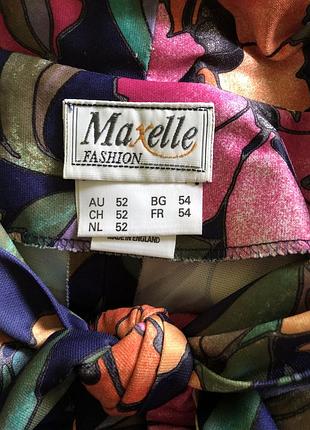 Maxelle
FASHION
AU 52 BG 54
CH 52 FR 54
NL 52
MADE IN ENGLAND